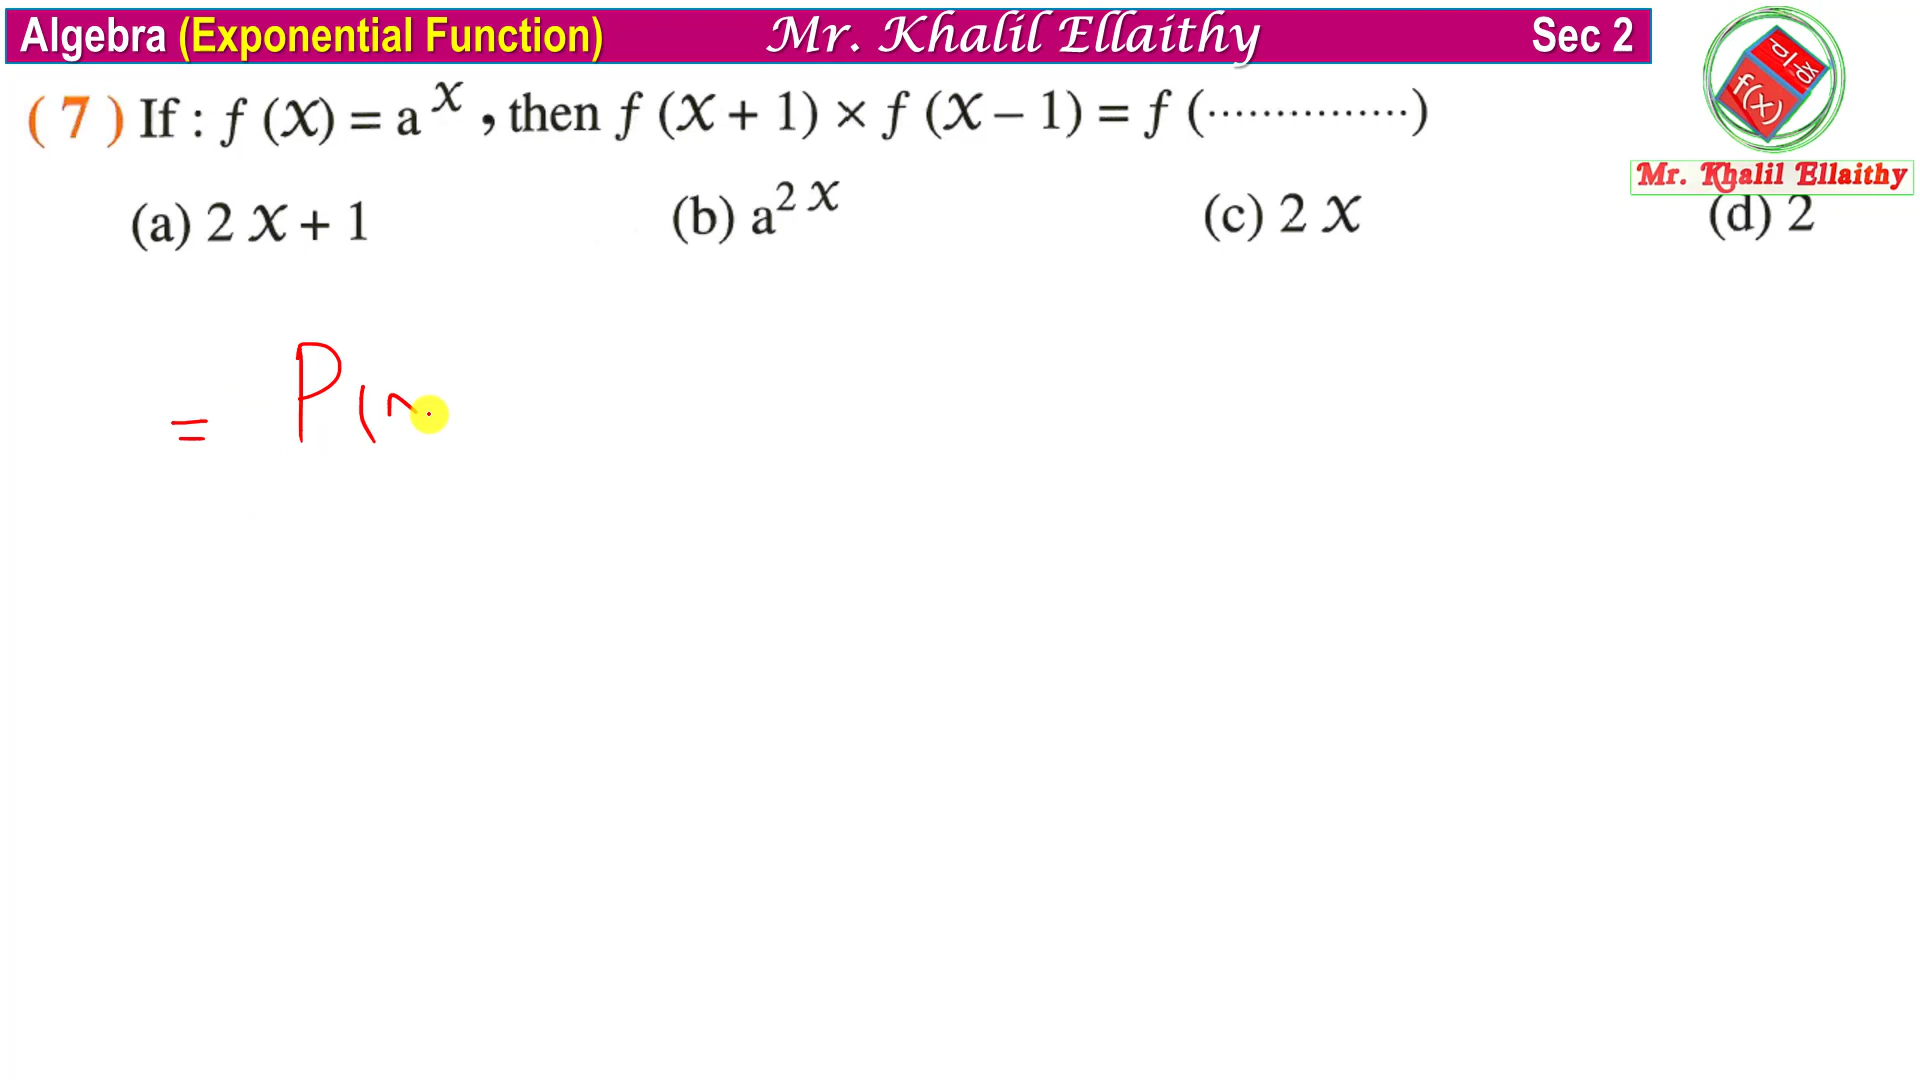 Algebra (Exponential Function) Mr. Khalil Ellaithy Sec 2
f(x)
Mr. Khalil Ellaithy
( 7 ) If : f (X) = a^X , then f (X + 1) × f (X – 1) = f (...............)
(a) 2 X + 1 (b) a^2 X (c) 2 X (d) 2
= P(